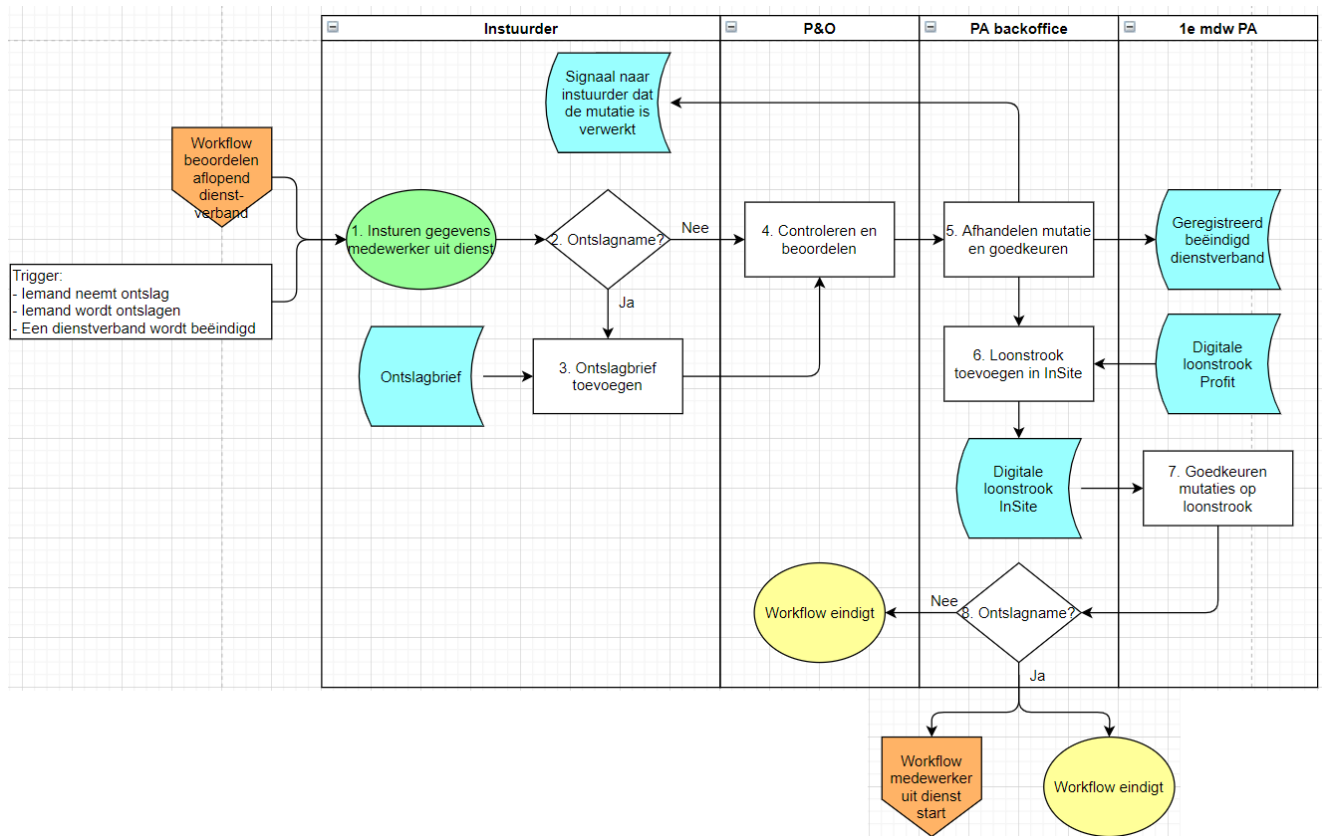 Instuurder
P&O
PA backoffice
1e mdw PA
Signaal naar
instuurder dat
de mutatie is
verwerkt
Workflow
beoordelen
aflopend
dienst-
verband
Trigger:
- Iemand neemt ontslag
- Iemand wordt ontslagen
- Een dienstverband wordt beëindigd
1. Insturen gegevens
medewerker uit dienst
2. Ontslagname?
Nee
Ja
4. Controleren en
beoordelen
5. Afhandelen mutatie
en goedkeuren
Geregistreerd
beëindigd
dienstverband
Ontslagbrief
3. Ontslagbrief
toevoegen
6. Loonstrook
toevoegen in InSite
Digitale
loonstrook
Profit
Digitale
loonstrook
InSite
7. Goedkeuren
mutaties op
loonstrook
Workflow eindigt
Nee
8. Ontslagname?
Ja
Workflow
medewerker
uit dienst
start
Workflow eindigt